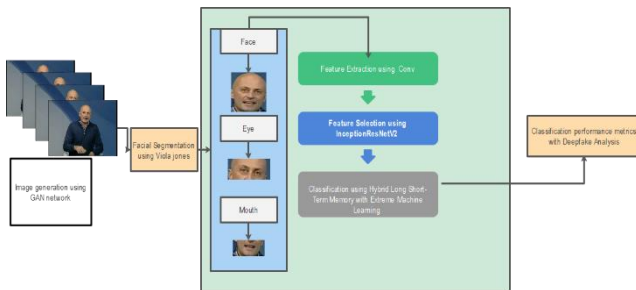 Face
Feature Extraction using Conv
Eye
Facial Segmentation
using Viola jones
Feature Selection using
InceptionResNetV2
Classification performance metrics
with Deepfake Analysis
Image generation using
GAN network
Mouth
Classification using Hybrid Long Short-
Term Memory with Extreme Machine
Learning